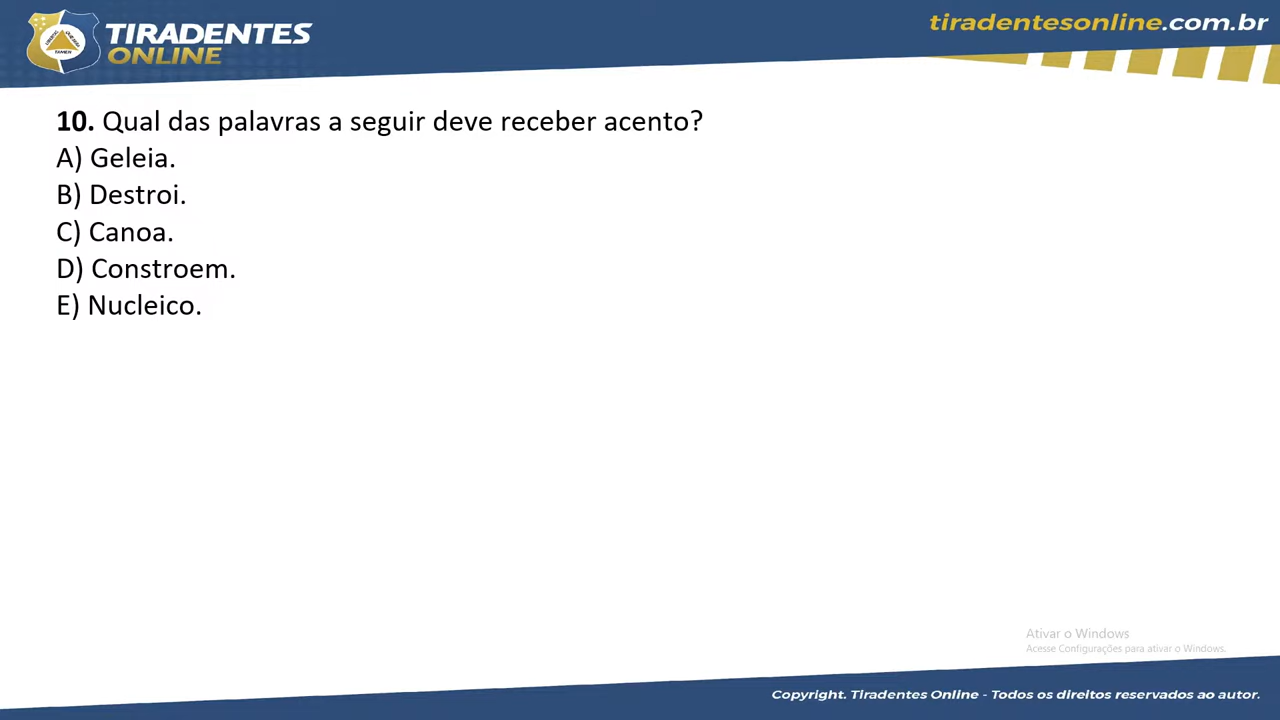 TIRADENTES
ONLINE
tiradentesonline.com.br
10. Qual das palavras a seguir deve receber acento?
A) Geleia.
B) Destroi.
C) Canoa.
D) Constroem.
E) Nucleico.
Ativar o Windows
Acesse Configurações para ativar o Windows.
Copyright. Tiradentes Online - Todos os direitos reservados ao autor.